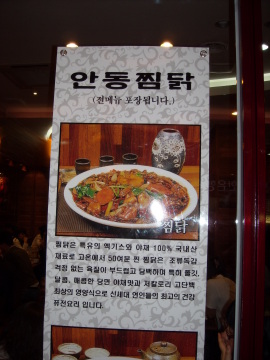 안동찜닭
(전메뉴 포장됩니다.)
찜닭
찜닭은 특유의 엑기스와 야채 100% 국내산
재료로 고온에서 50여분 찐 찜닭은 조류독감
걱정 없는 육질이 부드럽고 담백하며 특히 쫄깃,
달콤, 매콤한 당면 야채맛과 저칼로리 고단백
최상의 영양식으로 신세대 연인들의 최고의 건강
퓨전요리 입니다.